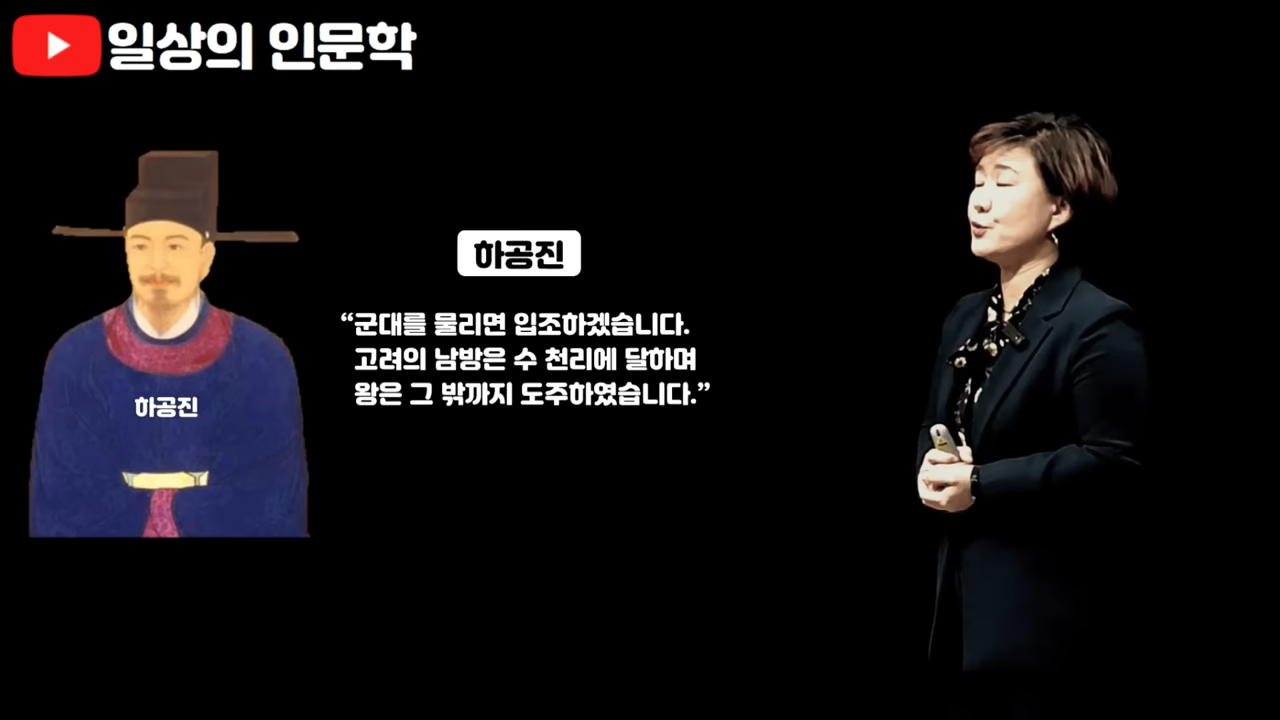 일상의 인문학
하공진
“군대를 물리면 입조하겠습니다.
고려의 남방은 수 천리에 달하며
왕은 그 밖까지 도주하였습니다.”
하공진